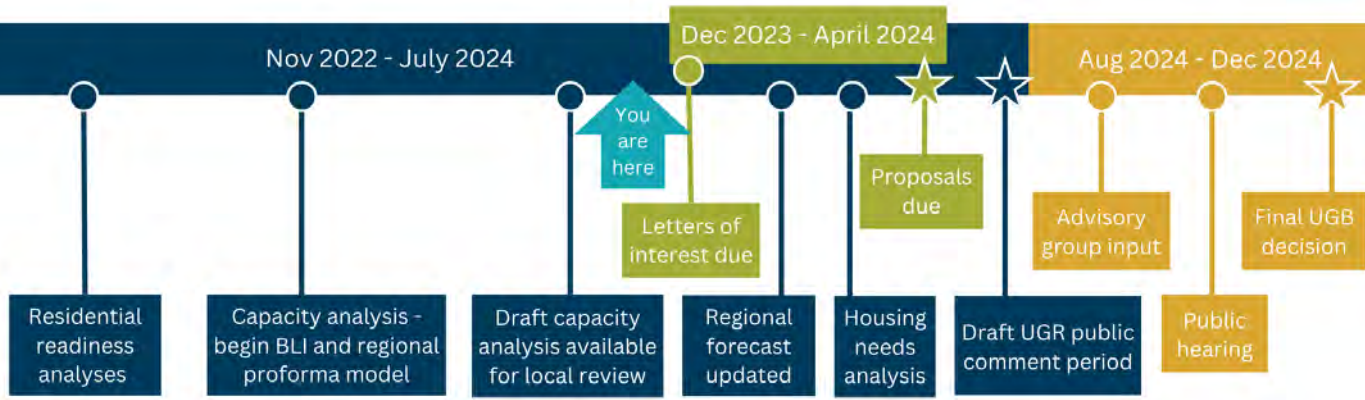 Nov 2022 - July 2024
Dec 2023 - April 2024
Aug 2024 - Dec 2024
You
are
here
Proposals
due
Letters of
interest due
Advisory
group input
Final UGB
decision
Residential
readiness
analyses
Capacity analysis -
begin BLI and regional
proforma model
Draft capacity
analysis available
for local review
Regional
forecast
updated
Housing
needs
analysis
Draft UGR public
comment period
Public
hearing